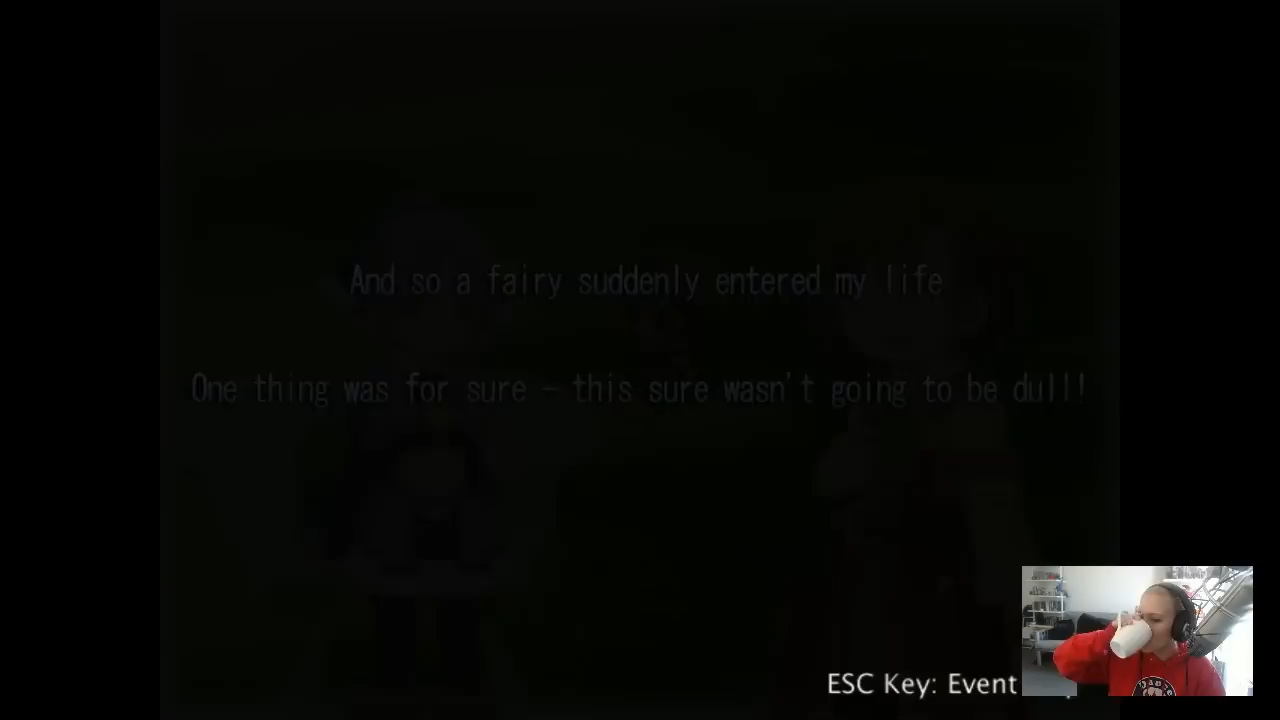 And so a fairy suddenly entered my life
One thing was for sure – this sure wasn't going to be dull!!
ESC Key: Event